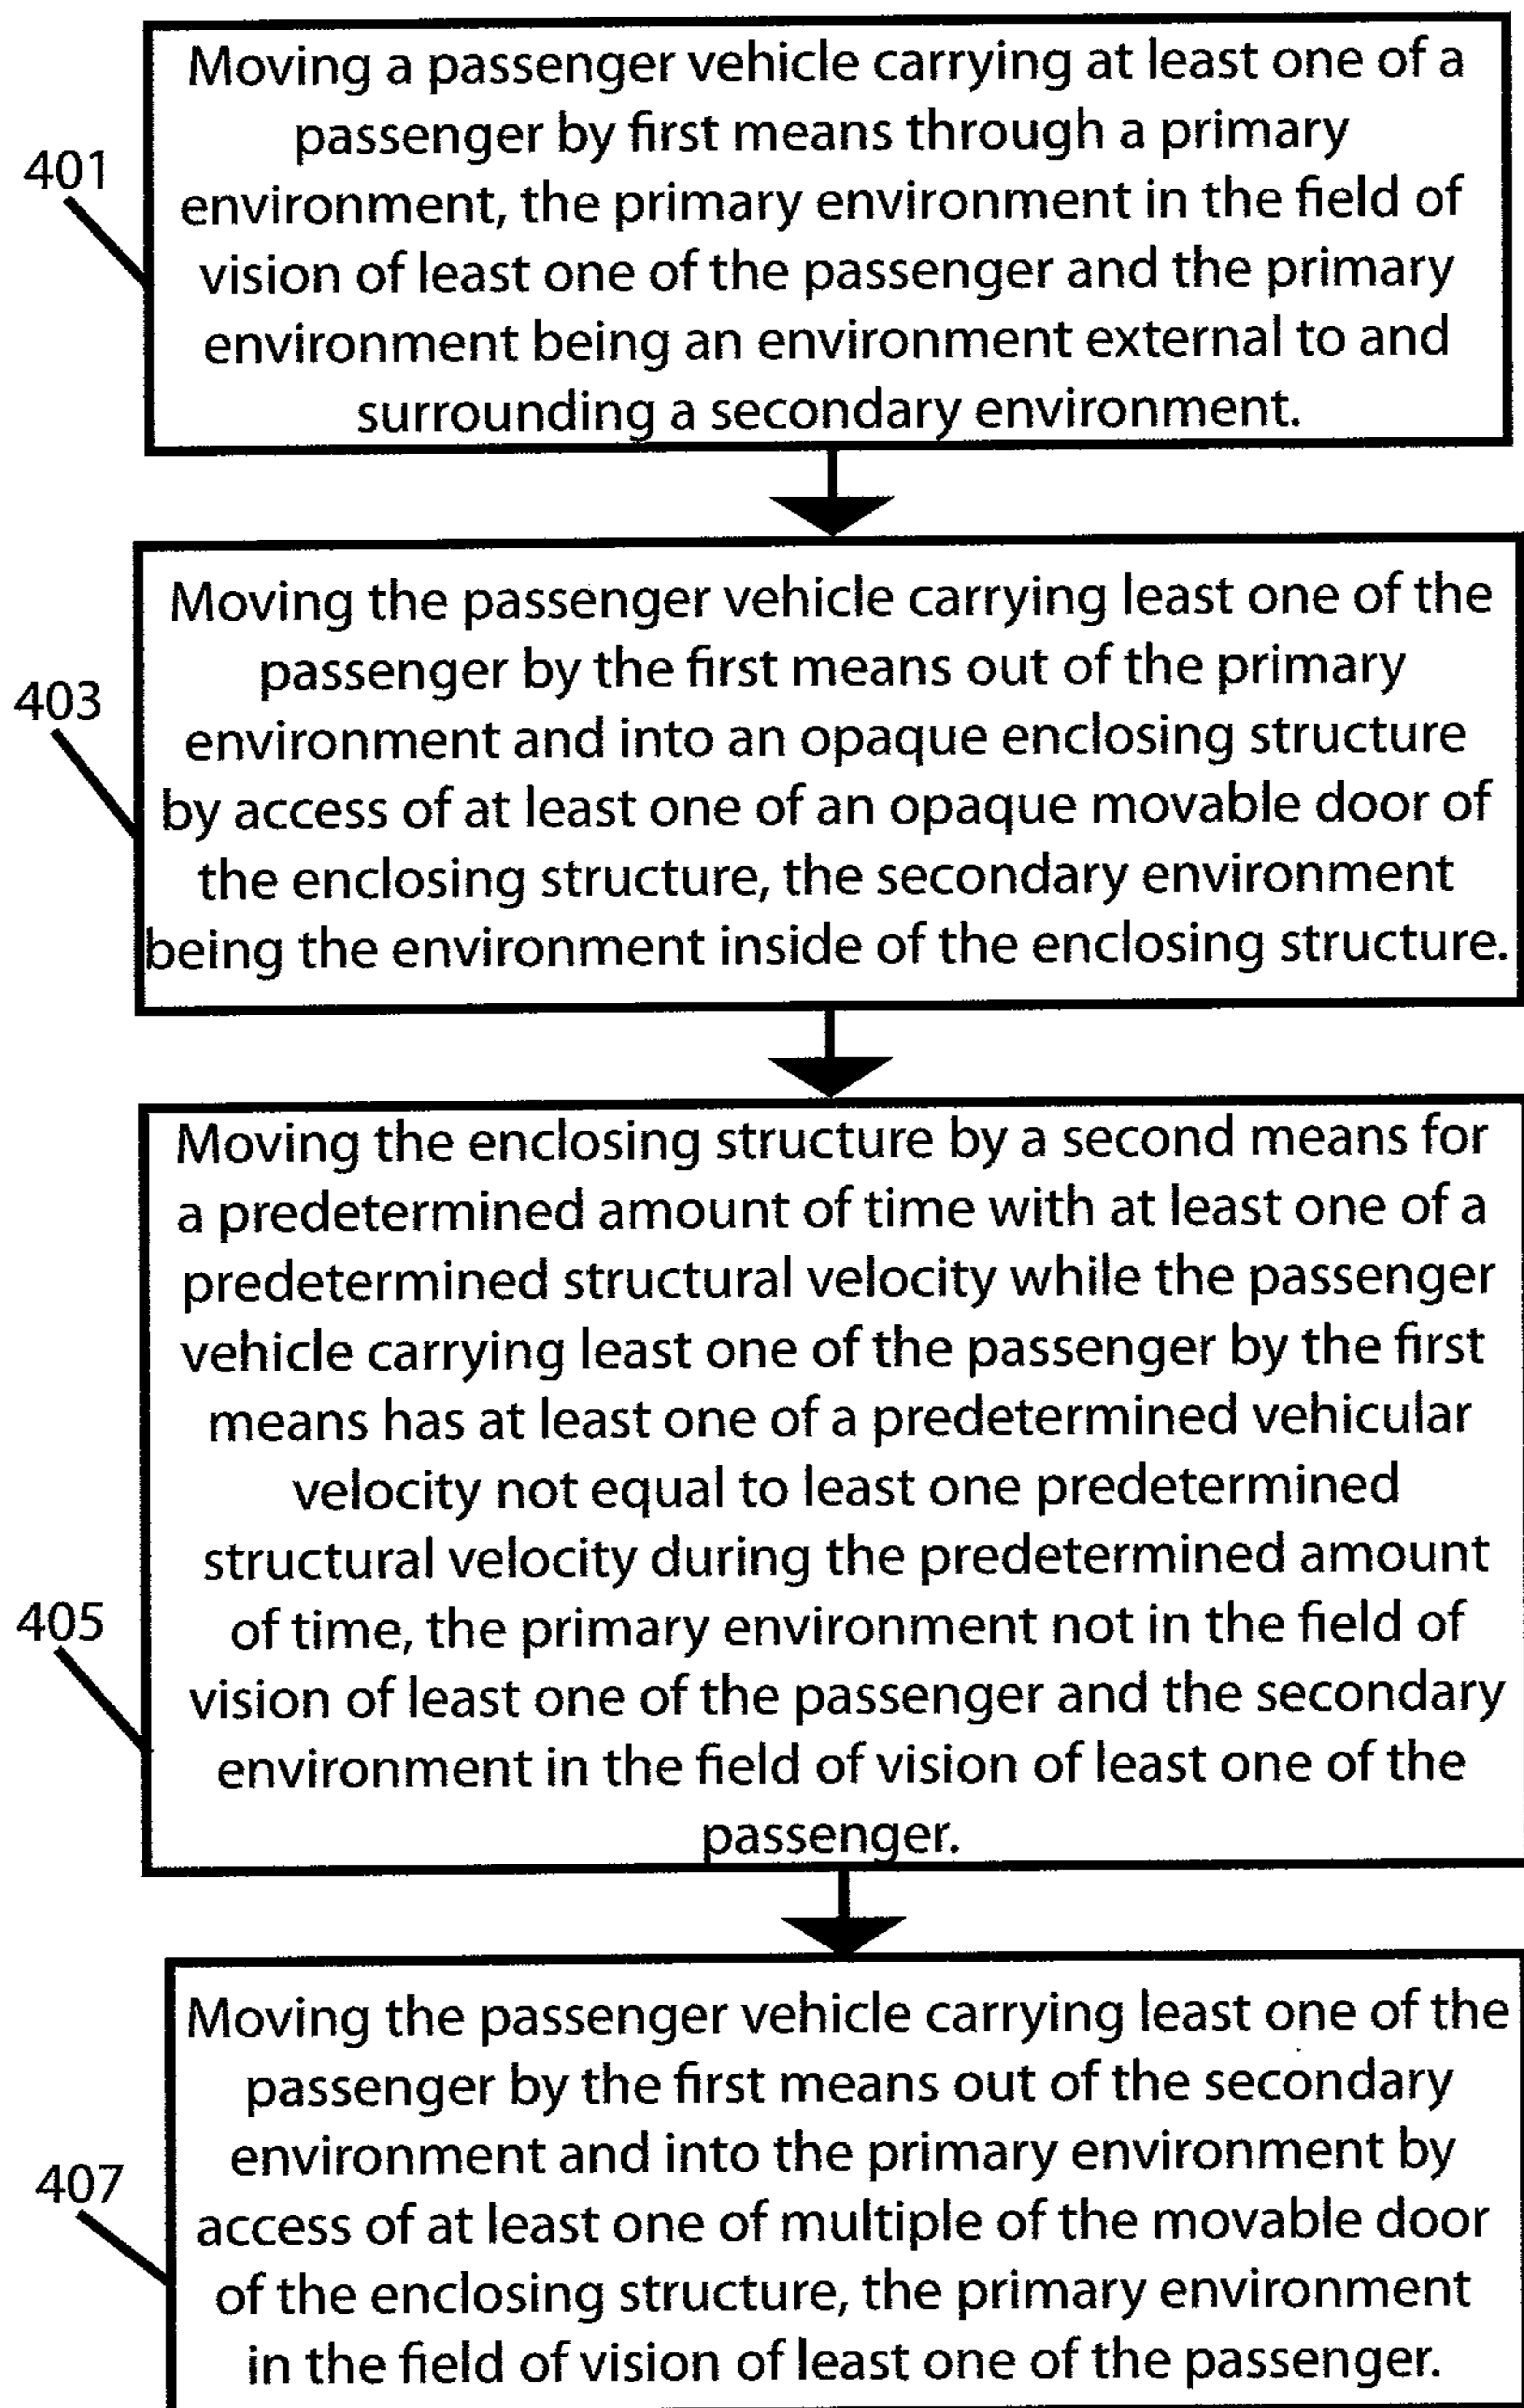 Moving a passenger vehicle carrying at least one of a
passenger by first means through a primary
401
environment, the primary environment in the field of
vision of least one of the passenger and the primary
environment being an environment external to and
surrounding a secondary environment.
Moving the passenger vehicle carrying least one of the
passenger by the first means out of the primary
403
environment and into an opaque enclosing structure
by access of at least one of an opaque movable door of
the enclosing structure, the secondary environment
being the environment inside of the enclosing structure.
Moving the enclosing structure by a second means for
a predetermined amount of time with at least one of a
predetermined structural velocity while the passenger
vehicle carrying least one of the passenger by the first
means has at least one of a predetermined vehicular
velocity not equal to least one predetermined
structural velocity during the predetermined amount
405
of time, the primary environment not in the field of
vision of least one of the passenger and the secondary
environment in the field of vision of least one of the
passenger.
Moving the passenger vehicle carrying least one of the
passenger by the first means out of the secondary
environment and into the primary environment by
407
access of at least one of multiple of the movable door
of the enclosing structure, the primary environment
in the field of vision of least one of the passenger.